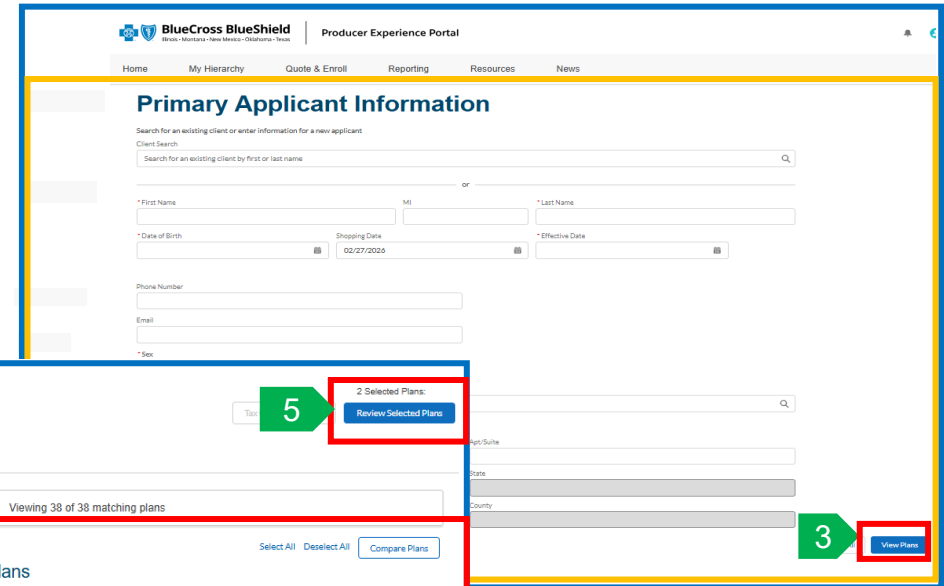 BlueCross BlueShield
Illinois • Montana • New Mexico • Oklahoma • Texas
Producer Experience Portal
Home My Hierarchy Quote & Enroll Reporting Resources News
Primary Applicant Information
Search for an existing client or enter information for a new applicant
Client Search
Search for an existing client by first or last name
or
* First Name MI * Last Name
* Date of Birth Shopping Date * Effective Date
02/27/2026
Phone Number
Email
* Sex
2 Selected Plans:
Tax
5
Review Selected Plans
Apt/Suite
State
County
Viewing 38 of 38 matching plans
3
View Plans
Select All Deselect All Compare Plans